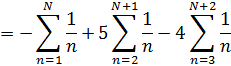 = − ∑_{n=1}^{N} 1/n + 5 ∑_{n=2}^{N+1} 1/n − 4 ∑_{n=3}^{N+2} 1/n